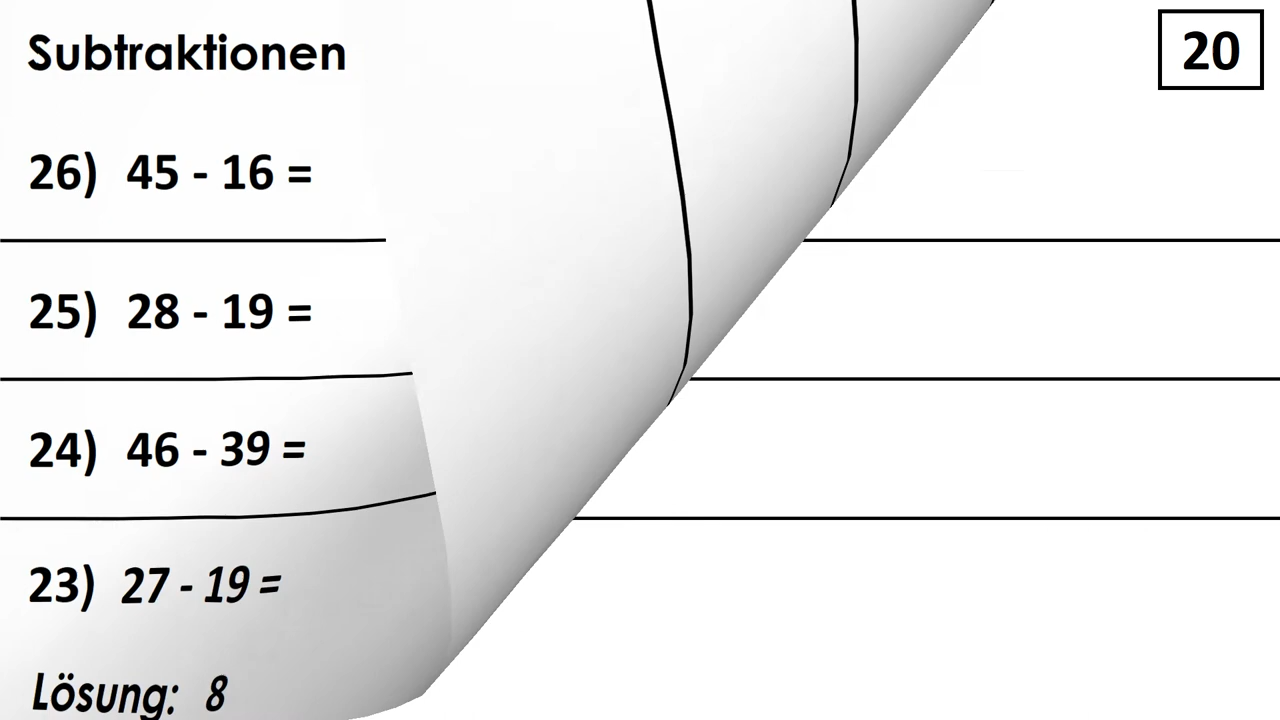 Subtraktionen
20
26) 45 - 16 =
25) 28 - 19 =
24) 46 - 39 =
23) 27 - 19 =
Lösung: 8